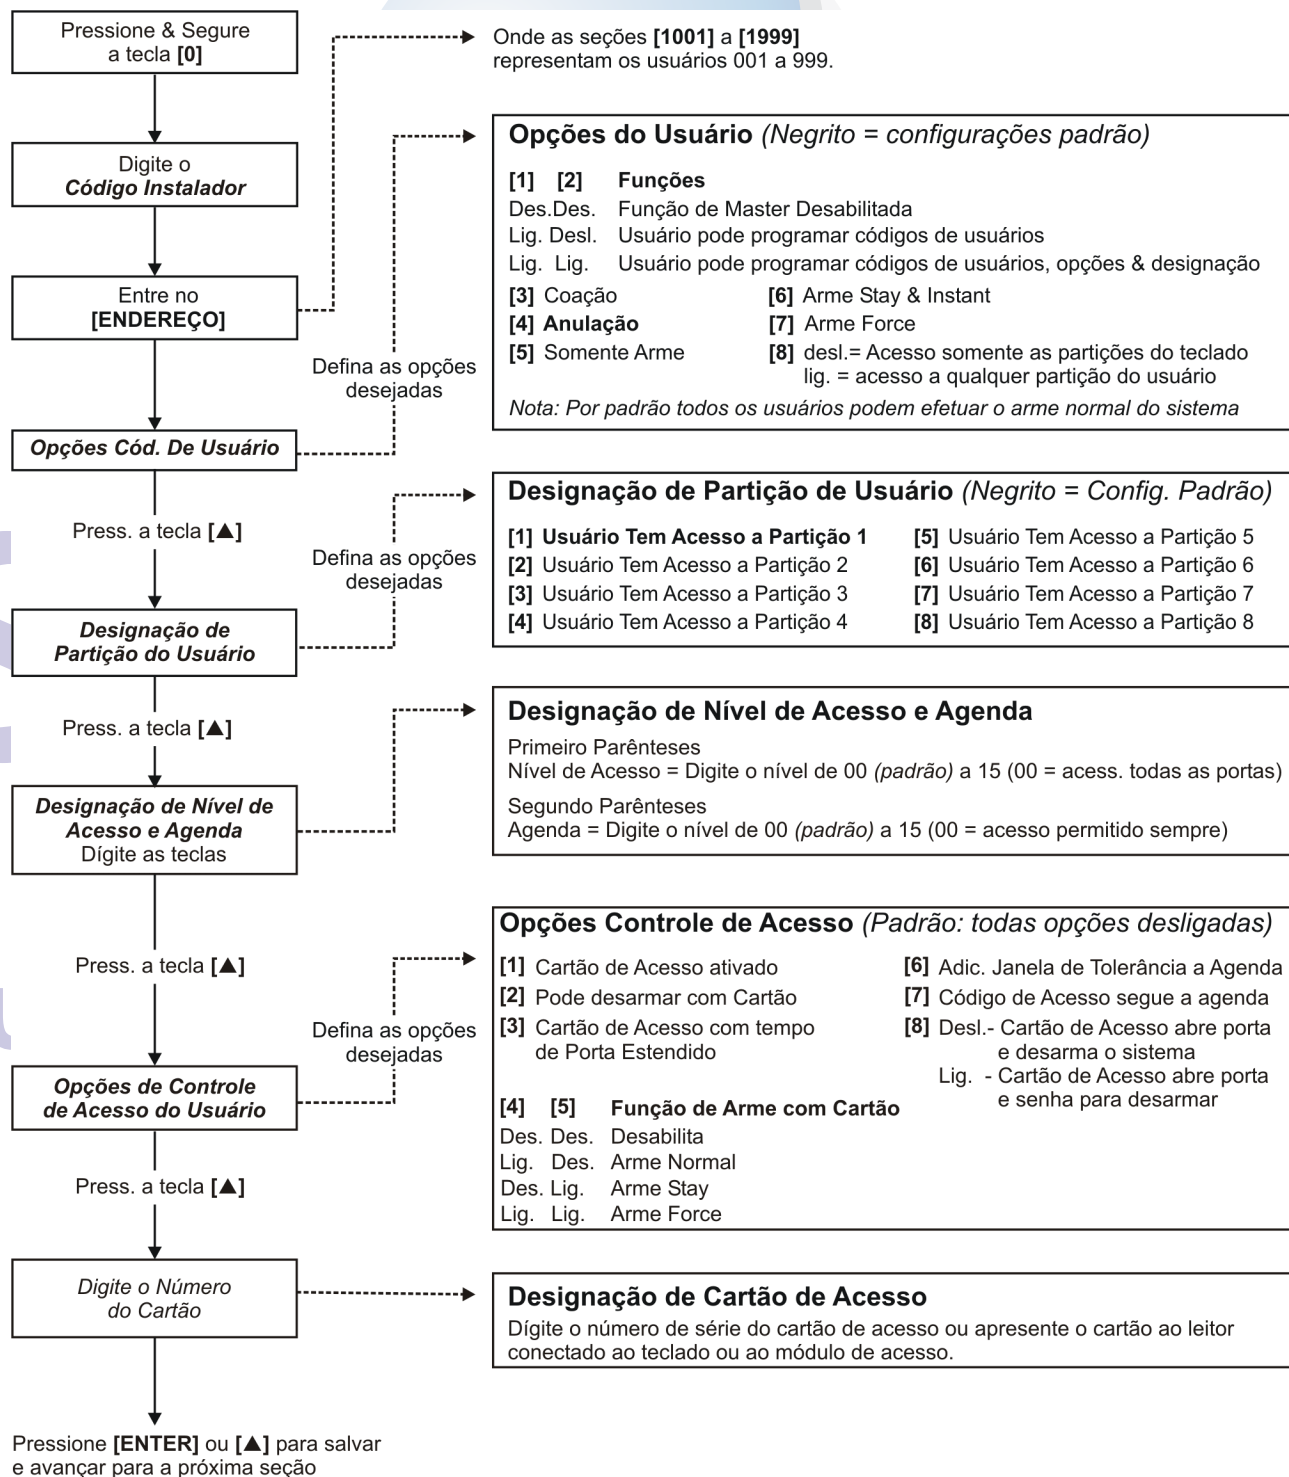 Pressione & Segure
a tecla [0]
Onde as seções [1001] a [1999]
representam os usuários 001 a 999.
Digite o
Código Instalador
Entre no
[ENDEREÇO]
Defina as opções
desejadas
Opções do Usuário (Negrito = configurações padrão)
[1] [2] Funções
Des.Des. Função de Master Desabilitada
Lig. Desl. Usuário pode programar códigos de usuários
Lig. Lig. Usuário pode programar códigos de usuários, opções & designação
[3] Coação [6] Arme Stay & Instant
[4] Anulação [7] Arme Force
[5] Somente Arme [8] desl.= Acesso somente as partições do teclado
lig. = acesso a qualquer partição do usuário
Nota: Por padrão todos os usuários podem efetuar o arme normal do sistema
Opções Cód. De Usuário
Press. a tecla [▲]
Defina as opções
desejadas
Designação de Partição de Usuário (Negrito = Config. Padrão)
[1] Usuário Tem Acesso a Partição 1 [5] Usuário Tem Acesso a Partição 5
[2] Usuário Tem Acesso a Partição 2 [6] Usuário Tem Acesso a Partição 6
[3] Usuário Tem Acesso a Partição 3 [7] Usuário Tem Acesso a Partição 7
[4] Usuário Tem Acesso a Partição 4 [8] Usuário Tem Acesso a Partição 8
Designação de
Partição do Usuário
Press. a tecla [▲]
Designação de Nível de Acesso e Agenda
Primeiro Parênteses
Nível de Acesso = Digite o nível de 00 (padrão) a 15 (00 = acess. todas as portas)
Segundo Parênteses
Agenda = Digite o nível de 00 (padrão) a 15 (00 = acesso permitido sempre)
Designação de Nível de
Acesso e Agenda
Dígite as teclas
Press. a tecla [▲]
Defina as opções
desejadas
Opções Controle de Acesso (Padrão: todas opções desligadas)
[1] Cartão de Acesso ativado [6] Adic. Janela de Tolerância a Agenda
[2] Pode desarmar com Cartão [7] Código de Acesso segue a agenda
[3] Cartão de Acesso com tempo [8] Desl.- Cartão de Acesso abre porta
de Porta Estendido e desarma o sistema
Lig. - Cartão de Acesso abre porta
e senha para desarmar
[4] [5] Função de Arme com Cartão
Des. Des. Desabilita
Lig. Des. Arme Normal
Des. Lig. Arme Stay
Lig. Lig. Arme Force
Opções de Controle
de Acesso do Usuário
Press. a tecla [▲]
Digite o Número
do Cartão
Designação de Cartão de Acesso
Dígite o número de série do cartão de acesso ou apresente o cartão ao leitor
conectado ao teclado ou ao módulo de acesso.
Pressione [ENTER] ou [▲] para salvar
e avançar para a próxima seção